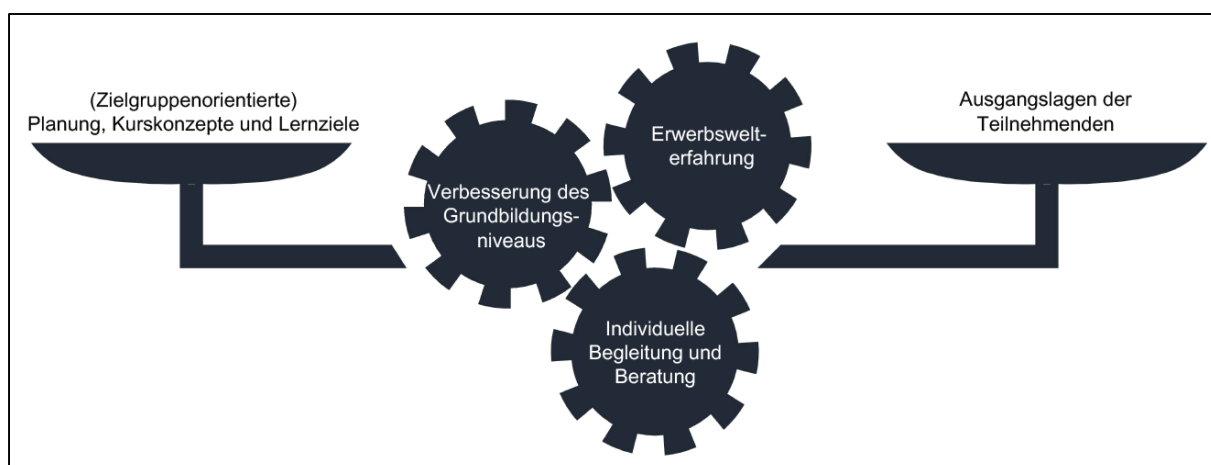 (Zielgruppenorientierte)
Planung, Kurskonzepte und Lernziele
Verbesserung des
Grundbildungs-
niveaus
Erwerbswelt-
erfahrung
Individuelle
Begleitung und
Beratung
Ausgangslagen der
Teilnehmenden